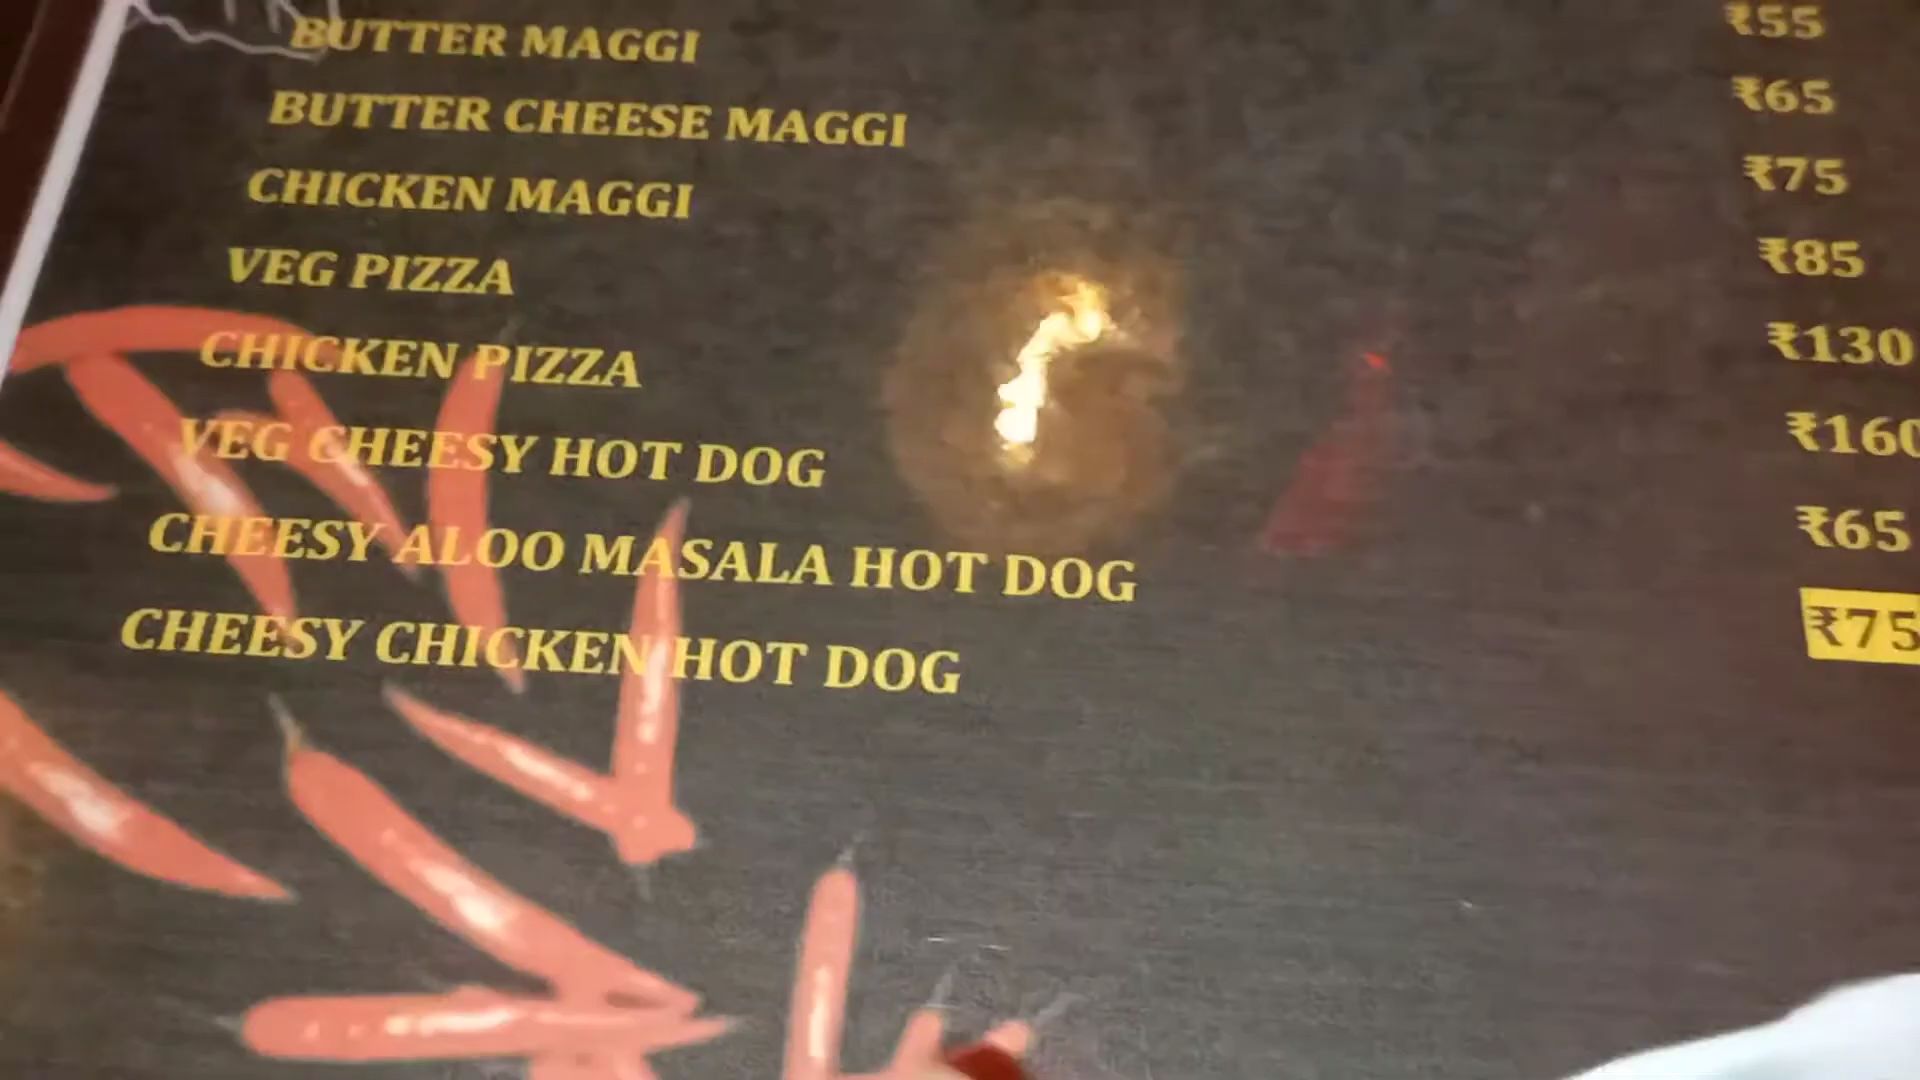 ₹55
BUTTER MAGGI ₹65
BUTTER CHEESE MAGGI ₹75
CHICKEN MAGGI ₹85
VEG PIZZA ₹130
CHICKEN PIZZA ₹160
VEG CHEESY HOT DOG ₹65
CHEESY ALOO MASALA HOT DOG ₹75
CHEESY CHICKEN HOT DOG